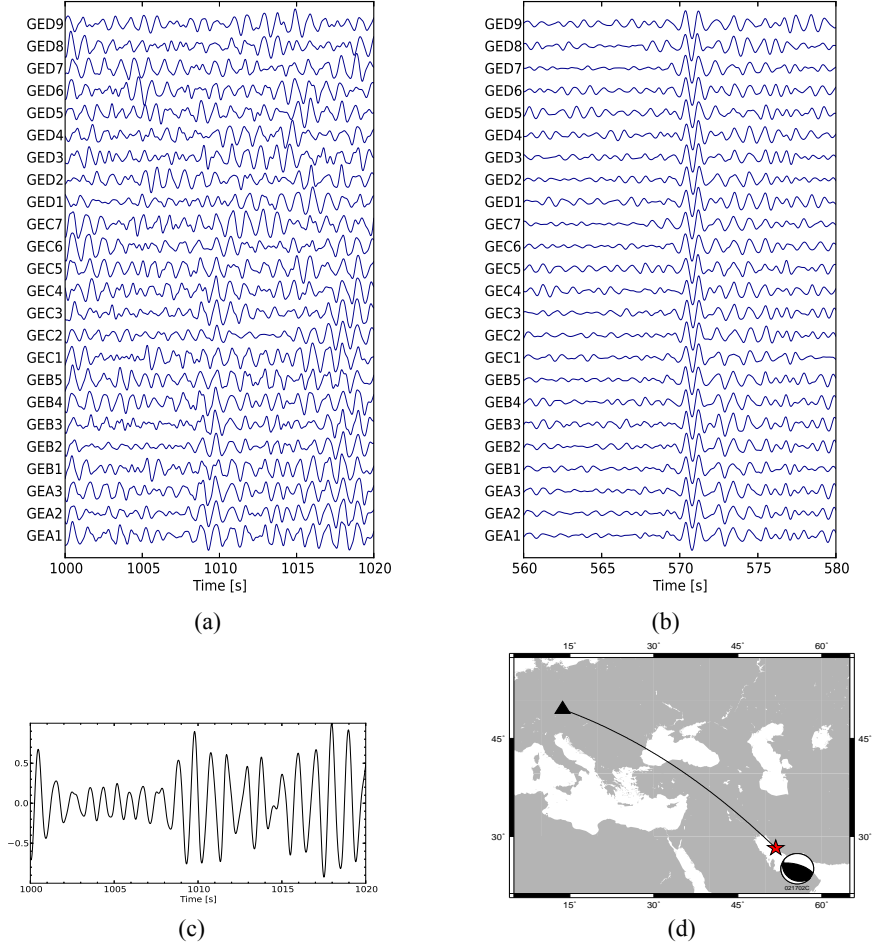 GED9
GED8
GED7
GED6
GED5
GED4
GED3
GED2
GED1
GEC7
GEC6
GEC5
GEC4
GEC3
GEC2
GEC1
GEB5
GEB4
GEB3
GEB2
GEB1
GEA3
GEA2
GEA1
1000 1005 1010 1015 1020
Time [s]
(a)
GED9
GED8
GED7
GED6
GED5
GED4
GED3
GED2
GED1
GEC7
GEC6
GEC5
GEC4
GEC3
GEC2
GEC1
GEB5
GEB4
GEB3
GEB2
GEB1
GEA3
GEA2
GEA1
560 565 570 575 580
Time [s]
(b)
0.5
0.0
−0.5
1000 1005 1010 1015 1020
Time [s]
(c)
15˚ 30˚ 45˚ 60˚
45˚ 45˚
30˚ 30˚
021702C
15˚ 30˚ 45˚ 60˚
(d)